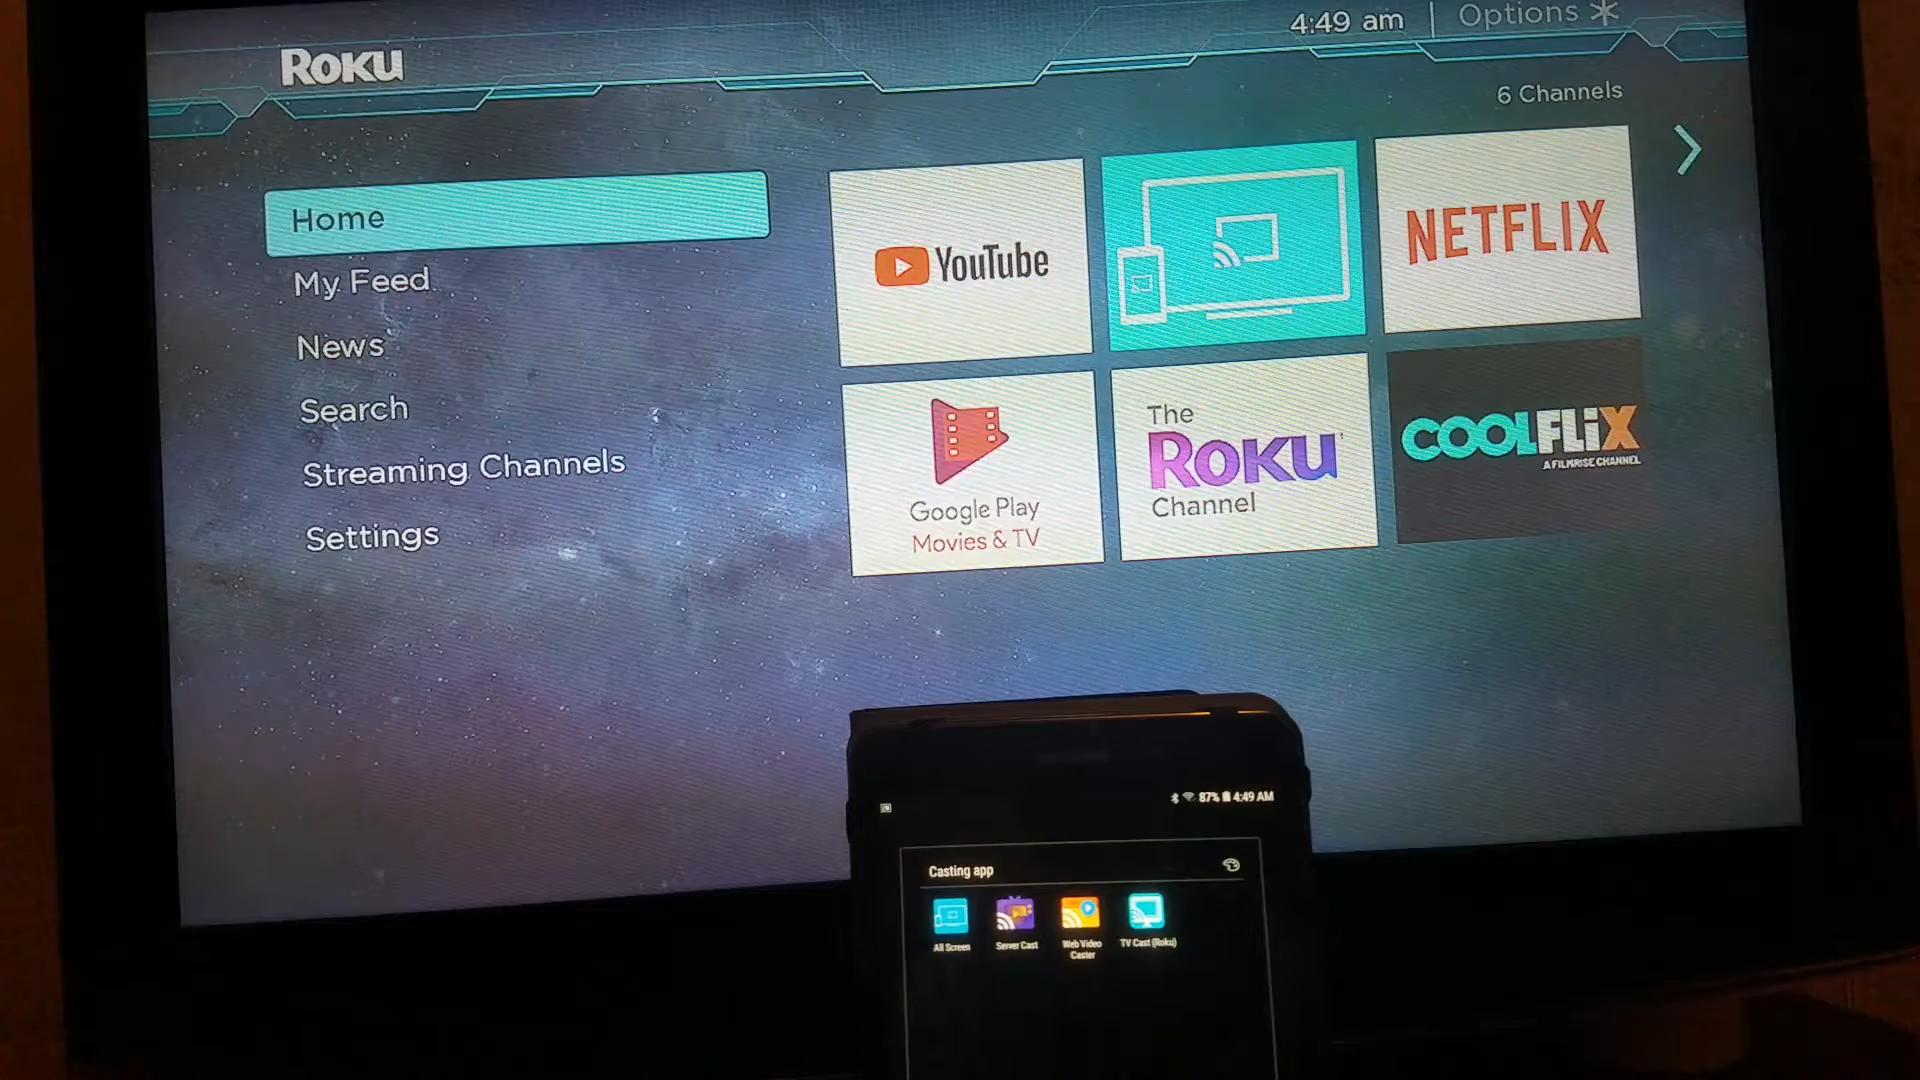 4:49 am | Options
Roku
6 Channels
Home
My Feed
News
Search
Streaming Channels
Settings
YouTube
NETFLIX
Google Play
Movies & TV
The
Roku
Channel
COOLFLiX
A FILMRISE CHANNEL
87% 4:49 AM
Casting app
All Screen
Server Cast
Web Video
Caster
TV Cast (Roku)